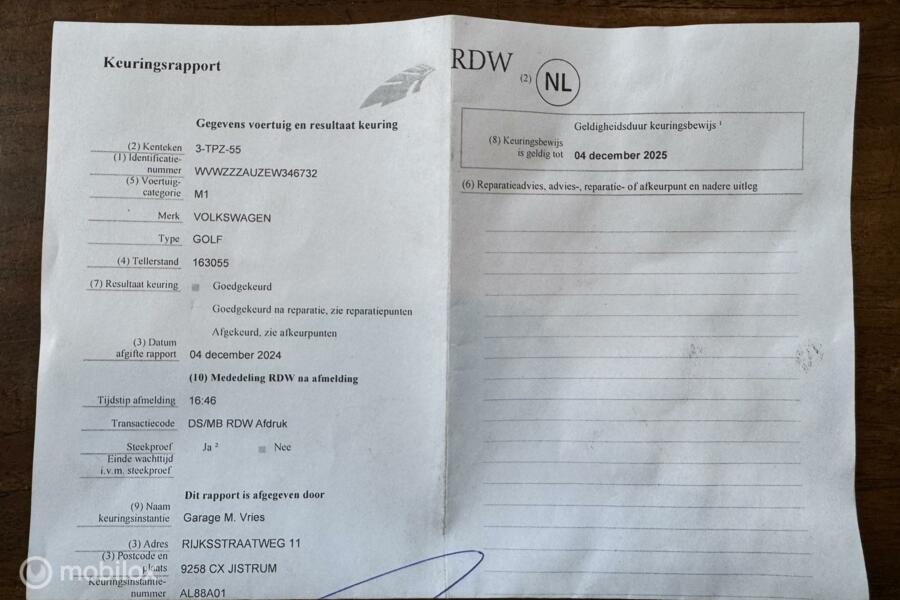 Keuringsrapport
Gegevens voertuig en resultaat keuring
(2) Kenteken 3-TPZ-55
(1) Identificatie-
nummer WVWZZZAUZEW346732
(5) Voertuig-
categorie M1
Merk VOLKSWAGEN
Type GOLF
(4) Tellerstand 163055
(7) Resultaat keuring Goedgekeurd
Goedgekeurd na reparatie, zie reparatiepunten
Afgekeurd, zie afkeurpunten
(3) Datum
afgifte rapport 04 december 2024
(10) Mededeling RDW na afmelding
Tijdstip afmelding 16:46
Transactiecode DS/MB RDW Afdruk
Steekproef Ja ² Nee
Einde wachttijd
i.v.m. steekproef
Dit rapport is afgegeven door
(9) Naam
keuringsinstantie Garage M. Vries
(3) Adres RIJKSSTRAATWEG 11
(3) Postcode en
plaats 9258 CX JISTRUM
Keuringsinstantie-
nummer AL88A01
RDW (2) NL
Geldigheidsduur keuringsbewijs ¹
(8) Keuringsbewijs
is geldig tot 04 december 2025
(6) Reparatieadvies, advies-, reparatie- of afkeurpunt en nadere uitleg
mobilox